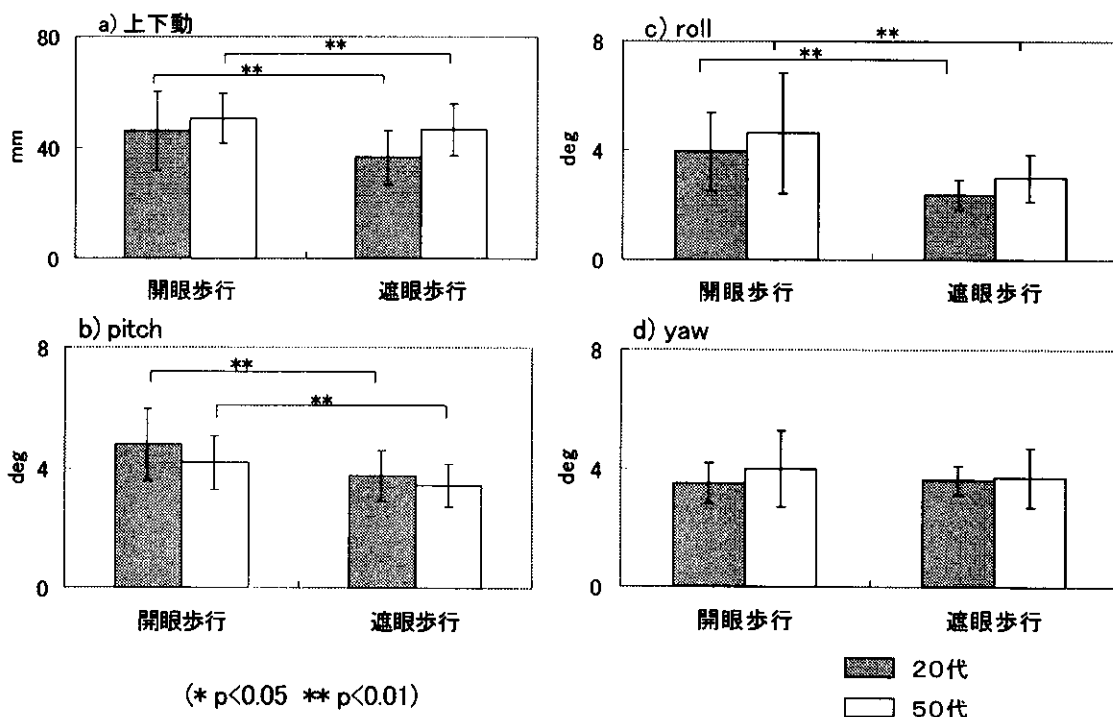 a) 上下動
80
40
0
mm
**
**
開眼歩行 遮眼歩行
c) roll
8
4
0
deg
**
**
開眼歩行 遮眼歩行
b) pitch
8
4
0
deg
**
**
開眼歩行 遮眼歩行
d) yaw
8
4
0
deg
開眼歩行 遮眼歩行
(* p<0.05 ** p<0.01)
20代
50代